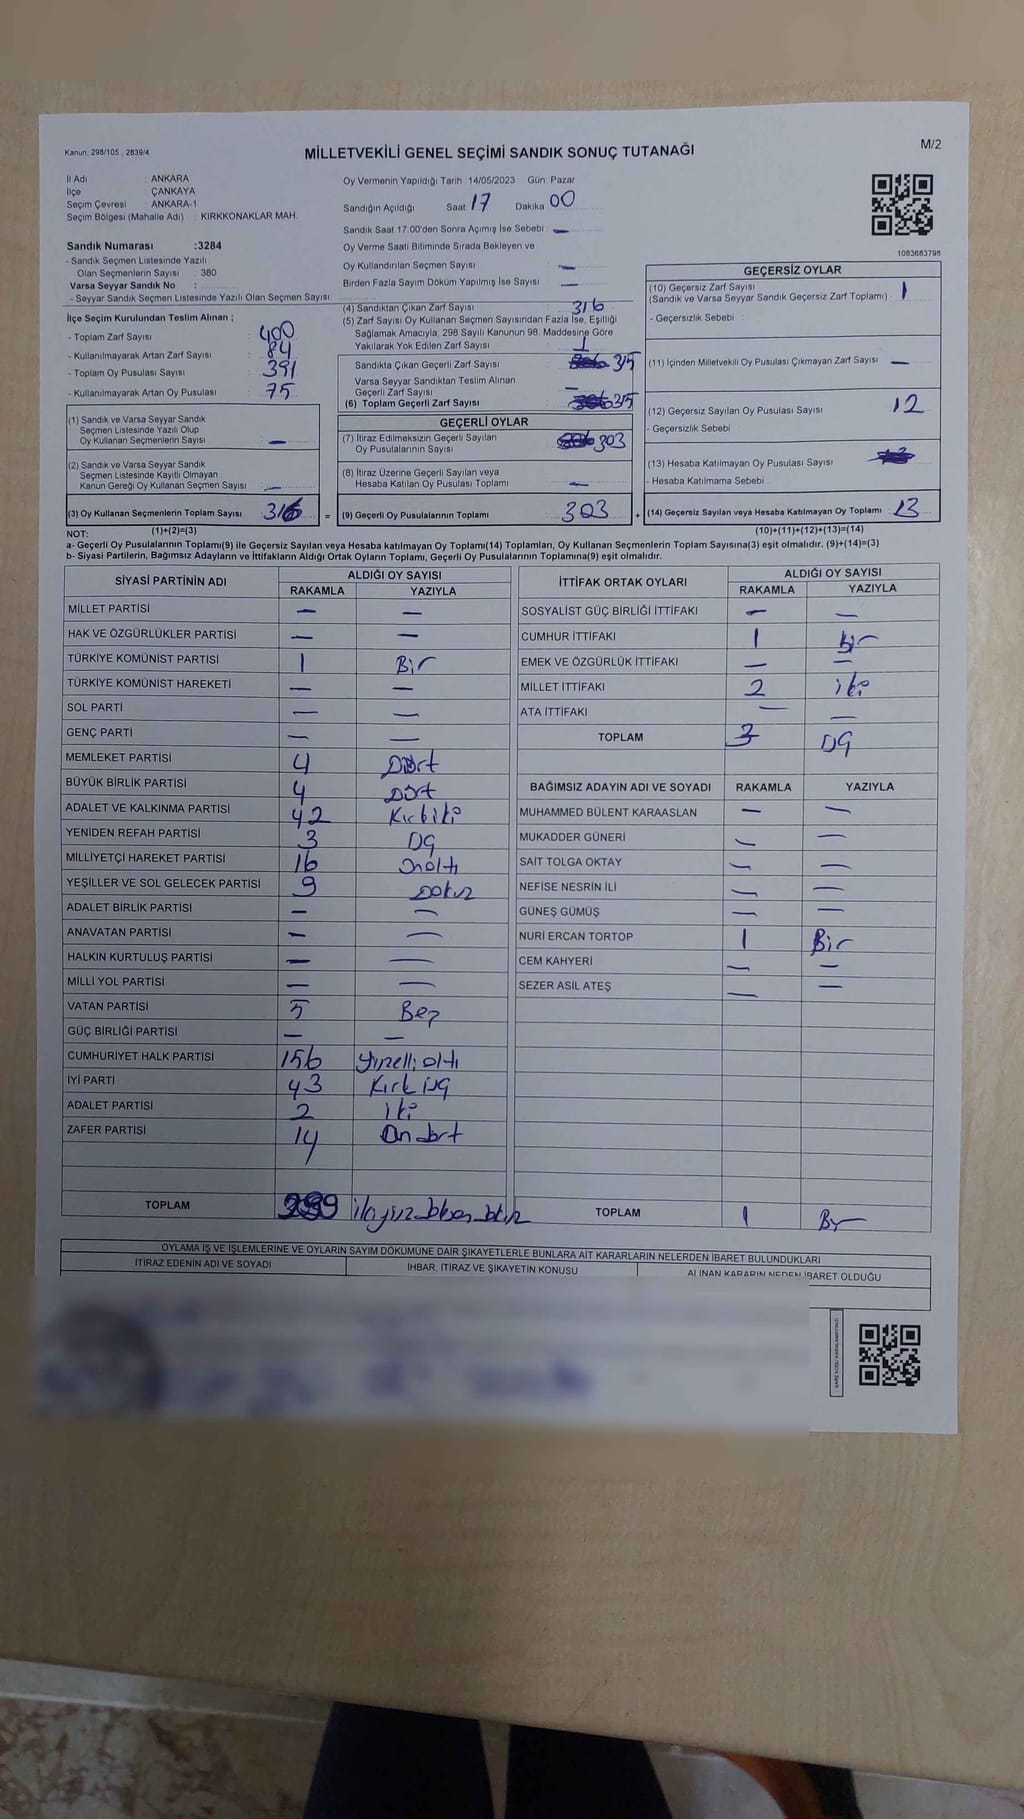 Kanun: 298/105 , 2839/4
MİLLETVEKİLİ GENEL SEÇİMİ SANDIK SONUÇ TUTANAĞI
M/2
İl Adı : ANKARA
İlçe : ÇANKAYA
Seçim Çevresi : ANKARA-1
Seçim Bölgesi (Mahalle Adı) : KIRKKONAKLAR MAH.
Sandık Numarası :3284
- Sandık Seçmen Listesinde Yazılı
Olan Seçmenlerin Sayısı : 380
Varsa Seyyar Sandık No :
- Seyyar Sandık Seçmen Listesinde Yazılı Olan Seçmen Sayısı:
Oy Vermenin Yapıldığı Tarih :14/05/2023 Gün: Pazar
Sandığın Açıldığı Saat: 17 Dakika 00
Sandık Saat 17.00'den Sonra Açımış İse Sebebi : —
Oy Verme Saati Bitiminde Sırada Bekleyen ve
Oy Kullandırılan Seçmen Sayısı —
Birden Fazla Sayım Döküm Yapılmış İse Sayısı : —
1083683798
İlçe Seçim Kurulundan Teslim Alınan ;
- Toplam Zarf Sayısı : 400
- Kullanılmayarak Artan Zarf Sayısı : 84
- Toplam Oy Pusulası Sayısı : 391
- Kullanılmayarak Artan Oy Pusulası : 75
(1) Sandık ve Varsa Seyyar Sandık
Seçmen Listesinde Yazılı Olup
Oy Kullanan Seçmenlerin Sayısı : —
(2) Sandık ve Varsa Seyyar Sandık
Seçmen Listesinde Kayıtlı Olmayan
Kanun Gereği Oy Kullanan Seçmen Sayısı : —
(3) Oy Kullanan Seçmenlerin Toplam Sayısı 316 =
(4) Sandıktan Çıkan Zarf Sayısı : 316
(5) Zarf Sayısı Oy Kullanan Seçmen Sayısından Fazla İse, Eşitliği
Sağlamak Amacıyla, 298 Sayılı Kanunun 98. Maddesine Göre
Yakılarak Yok Edilen Zarf Sayısı : 1
Sandıkta Çıkan Geçerli Zarf Sayısı 315
Varsa Seyyar Sandıktan Teslim Alınan
Geçerli Zarf Sayısı —
(6) Toplam Geçerli Zarf Sayısı 315
GEÇERLİ OYLAR
(7) İtiraz Edilmeksizin Geçerli Sayılan
Oy Pusulalarının Sayısı 303
(8) İtiraz Üzerine Geçerli Sayılan veya
Hesaba Katılan Oy Pusulası Toplamı —
(9) Geçerli Oy Pusulalarının Toplamı 303 +
GEÇERSİZ OYLAR
(10) Geçersiz Zarf Sayısı
(Sandık ve Varsa Seyyar Sandık Geçersiz Zarf Toplamı) 1
- Geçersizlik Sebebi :
(11) İçinden Milletvekili Oy Pusulası Çıkmayan Zarf Sayısı —
(12) Geçersiz Sayılan Oy Pusulası Sayısı 12
- Geçersizlik Sebebi :
(13) Hesaba Katılmayan Oy Pusulası Sayısı
- Hesaba Katılmama Sebebi
(14) Geçersiz Sayılan veya Hesaba Katılmayan Oy Toplamı 13
NOT: (1)+(2)=(3) (10)+(11)+(12)+(13)=(14)
a- Geçerli Oy Pusulalarının Toplamı(9) ile Geçersiz Sayılan veya Hesaba katılmayan Oy Toplamı(14) Toplamları, Oy Kullanan Seçmenlerin Toplam Sayısına(3) eşit olmalıdır. (9)+(14)=(3)
b- Siyasi Partilerin, Bağımsız Adayların ve İttifakların Aldığı Ortak Oyların Toplamı, Geçerli Oy Pusulalarının Toplamına(9) eşit olmalıdır.
SİYASİ PARTİNİN ADI ALDIĞI OY SAYISI
RAKAMLA YAZIYLA
MİLLET PARTİSİ — —
HAK VE ÖZGÜRLÜKLER PARTİSİ — —
TÜRKİYE KOMÜNİST PARTİSİ 1 Bir
TÜRKİYE KOMÜNİST HAREKETİ — —
SOL PARTİ — —
GENÇ PARTİ — —
MEMLEKET PARTİSİ 4 Dört
BÜYÜK BİRLİK PARTİSİ 4 Dört
ADALET VE KALKINMA PARTİSİ 42 Kırk iki
YENİDEN REFAH PARTİSİ 3 Üç
MİLLİYETÇİ HAREKET PARTİSİ 16 Onaltı
YEŞİLLER VE SOL GELECEK PARTİSİ 9 Dokuz
ADALET BİRLİK PARTİSİ — —
ANAVATAN PARTİSİ — —
HALKIN KURTULUŞ PARTİSİ — —
MİLLİ YOL PARTİSİ — —
VATAN PARTİSİ 5 Beş
GÜÇ BİRLİĞİ PARTİSİ — —
CUMHURİYET HALK PARTİSİ 156 Yüzelli altı
İYİ PARTİ 43 Kırk üç
ADALET PARTİSİ 2 İki
ZAFER PARTİSİ 14 On dört
TOPLAM 299 ikiyüz doksan dokuz
İTTİFAK ORTAK OYLARI ALDIĞI OY SAYISI
RAKAMLA YAZIYLA
SOSYALİST GÜÇ BİRLİĞİ İTTİFAKI — —
CUMHUR İTTİFAKI 1 bir
EMEK VE ÖZGÜRLÜK İTTİFAKI — —
MİLLET İTTİFAKI 2 iki
ATA İTTİFAKI — —
TOPLAM 3 Üç
BAĞIMSIZ ADAYIN ADI VE SOYADI RAKAMLA YAZIYLA
MUHAMMED BÜLENT KARAASLAN — —
MUKADDER GÜNERİ — —
SAİT TOLGA OKTAY — —
NEFİSE NESRİN İLİ — —
GÜNEŞ GÜMÜŞ — —
NURİ ERCAN TORTOP 1 Bir
CEM KAHYERİ — —
SEZER ASİL ATEŞ — —
TOPLAM 1 Bir
OYLAMA İŞ VE İŞLEMLERİNE VE OYLARIN SAYIM DÖKÜMÜNE DAİR ŞİKAYETLERLE BUNLARA AİT KARARLARIN NELERDEN İBARET BULUNDUKLARI
İTİRAZ EDENİN ADI VE SOYADI İHBAR, İTİRAZ VE ŞİKAYETİN KONUSU ALINAN KARARIN NEDEN İBARET OLDUĞU